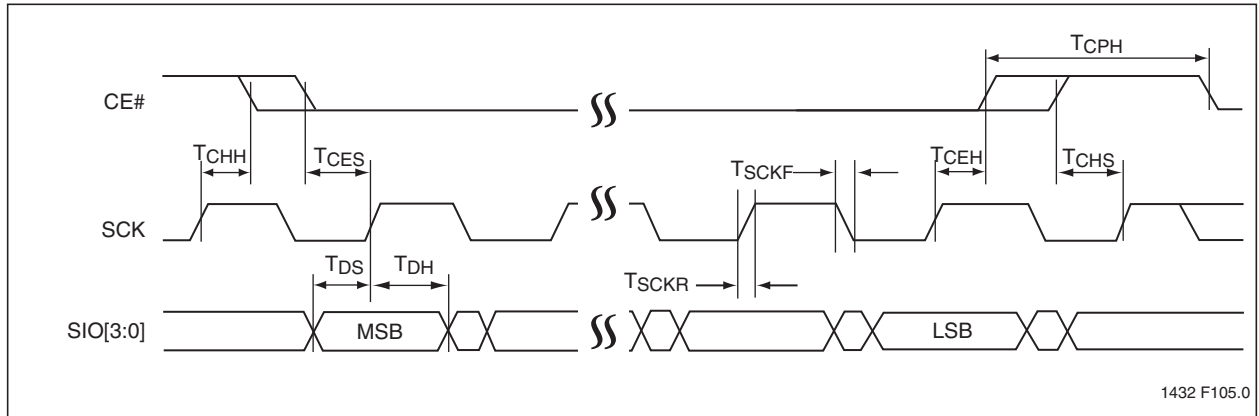 TCPH
CE#
TCHH
TCES
TSCKF
TCEH
TCHS
SCK
TDS
TDH
TSCKR
SIO[3:0]
MSB
LSB
1432 F105.0